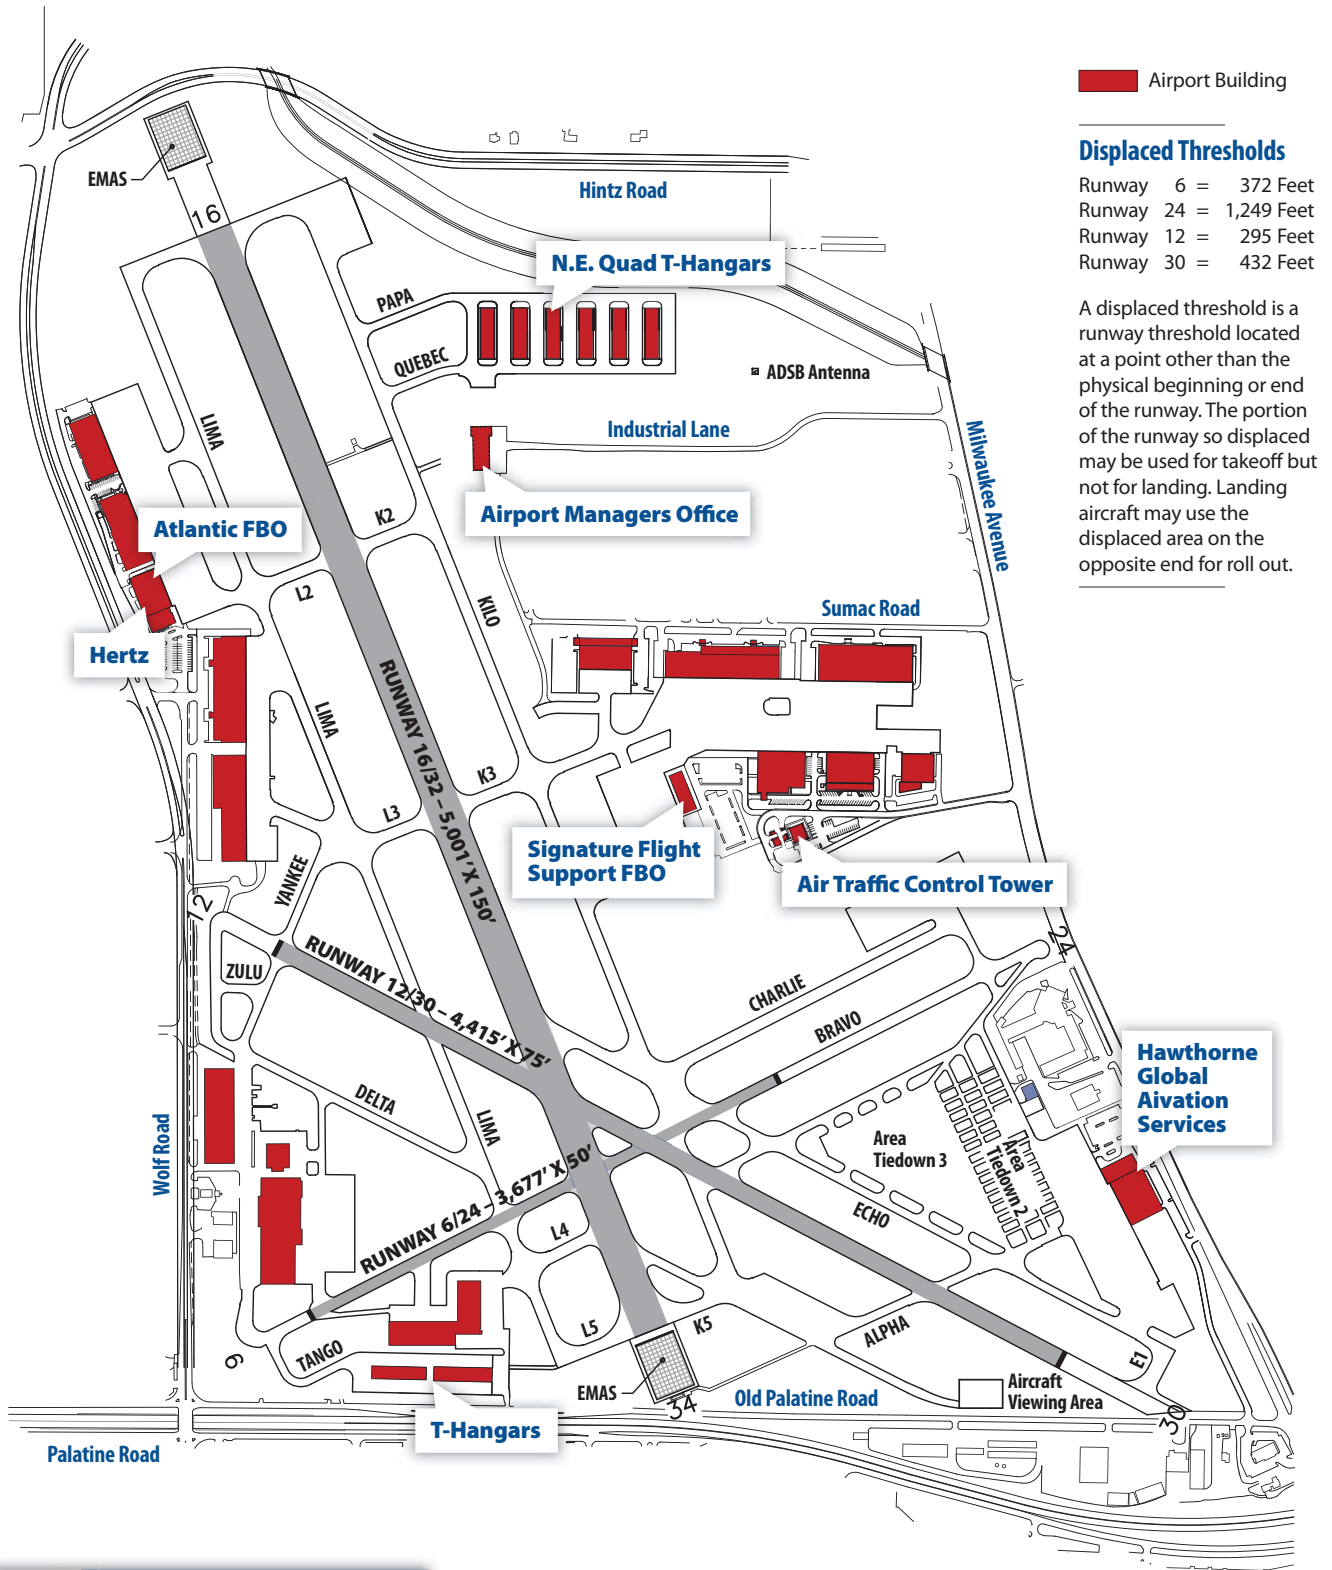 Airport Building
Displaced Thresholds
Runway 6 = 372 Feet
Runway 24 = 1,249 Feet
Runway 12 = 295 Feet
Runway 30 = 432 Feet
A displaced threshold is a
runway threshold located
at a point other than the
physical beginning or end
of the runway. The portion
of the runway so displaced
may be used for takeoff but
not for landing. Landing
aircraft may use the
displaced area on the
opposite end for roll out.
EMAS
16
Hintz Road
N.E. Quad T-Hangars
PAPA
QUEBEC
ADSB Antenna
LIMA
Industrial Lane
Milwaukee Avenue
Airport Managers Office
K2
Atlantic FBO
L2
KILO
Sumac Road
Hertz
RUNWAY 16/32 – 5,001' X 150'
LIMA
K3
L3
Signature Flight
Support FBO
Air Traffic Control Tower
YANKEE
12
24
ZULU
RUNWAY 12/30 – 4,415' X 75'
CHARLIE
BRAVO
Hawthorne
Global
Aivation
Services
DELTA
LIMA
Area
Tiedown 3
Area
Tiedown 2
Wolf Road
RUNWAY 6/24 – 3,677' X 50'
ECHO
L4
L5
K5
ALPHA
E1
TANGO
6
EMAS
34
Old Palatine Road
Aircraft
Viewing Area
30
T-Hangars
Palatine Road